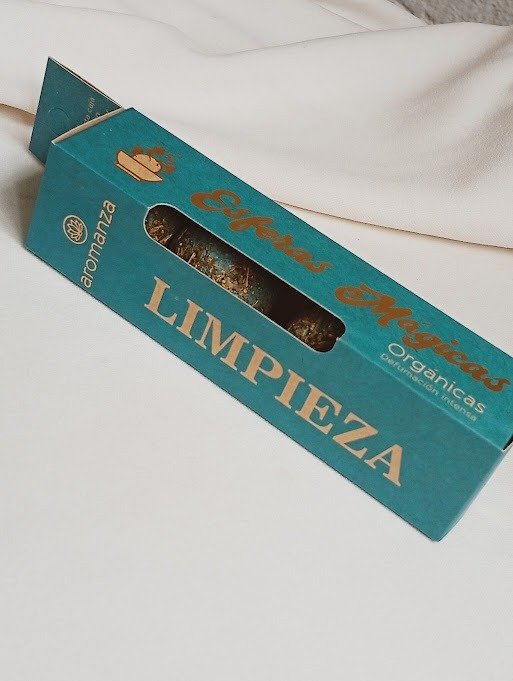 aromanza
Esferas Mágicas
Orgánicas
Defumación intensa
LIMPIEZA